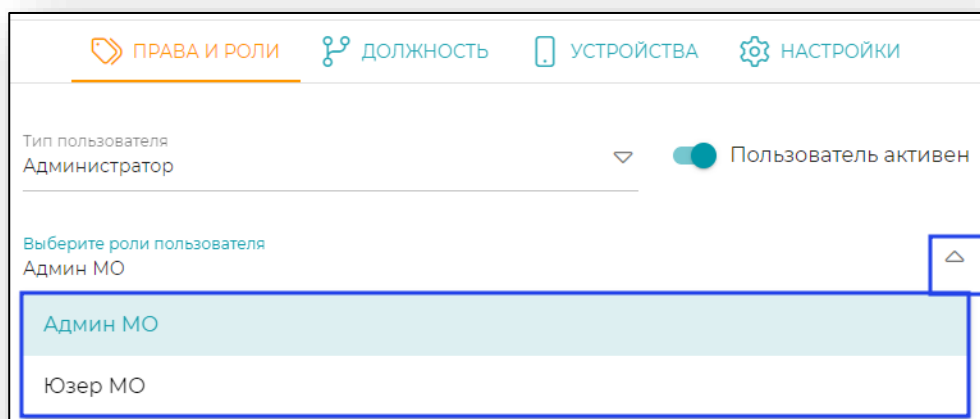 ПРАВА И РОЛИ ДОЛЖНОСТЬ УСТРОЙСТВА НАСТРОЙКИ
Тип пользователя
Администратор
Пользователь активен
Выберите роли пользователя
Админ МО
Админ МО
Юзер МО